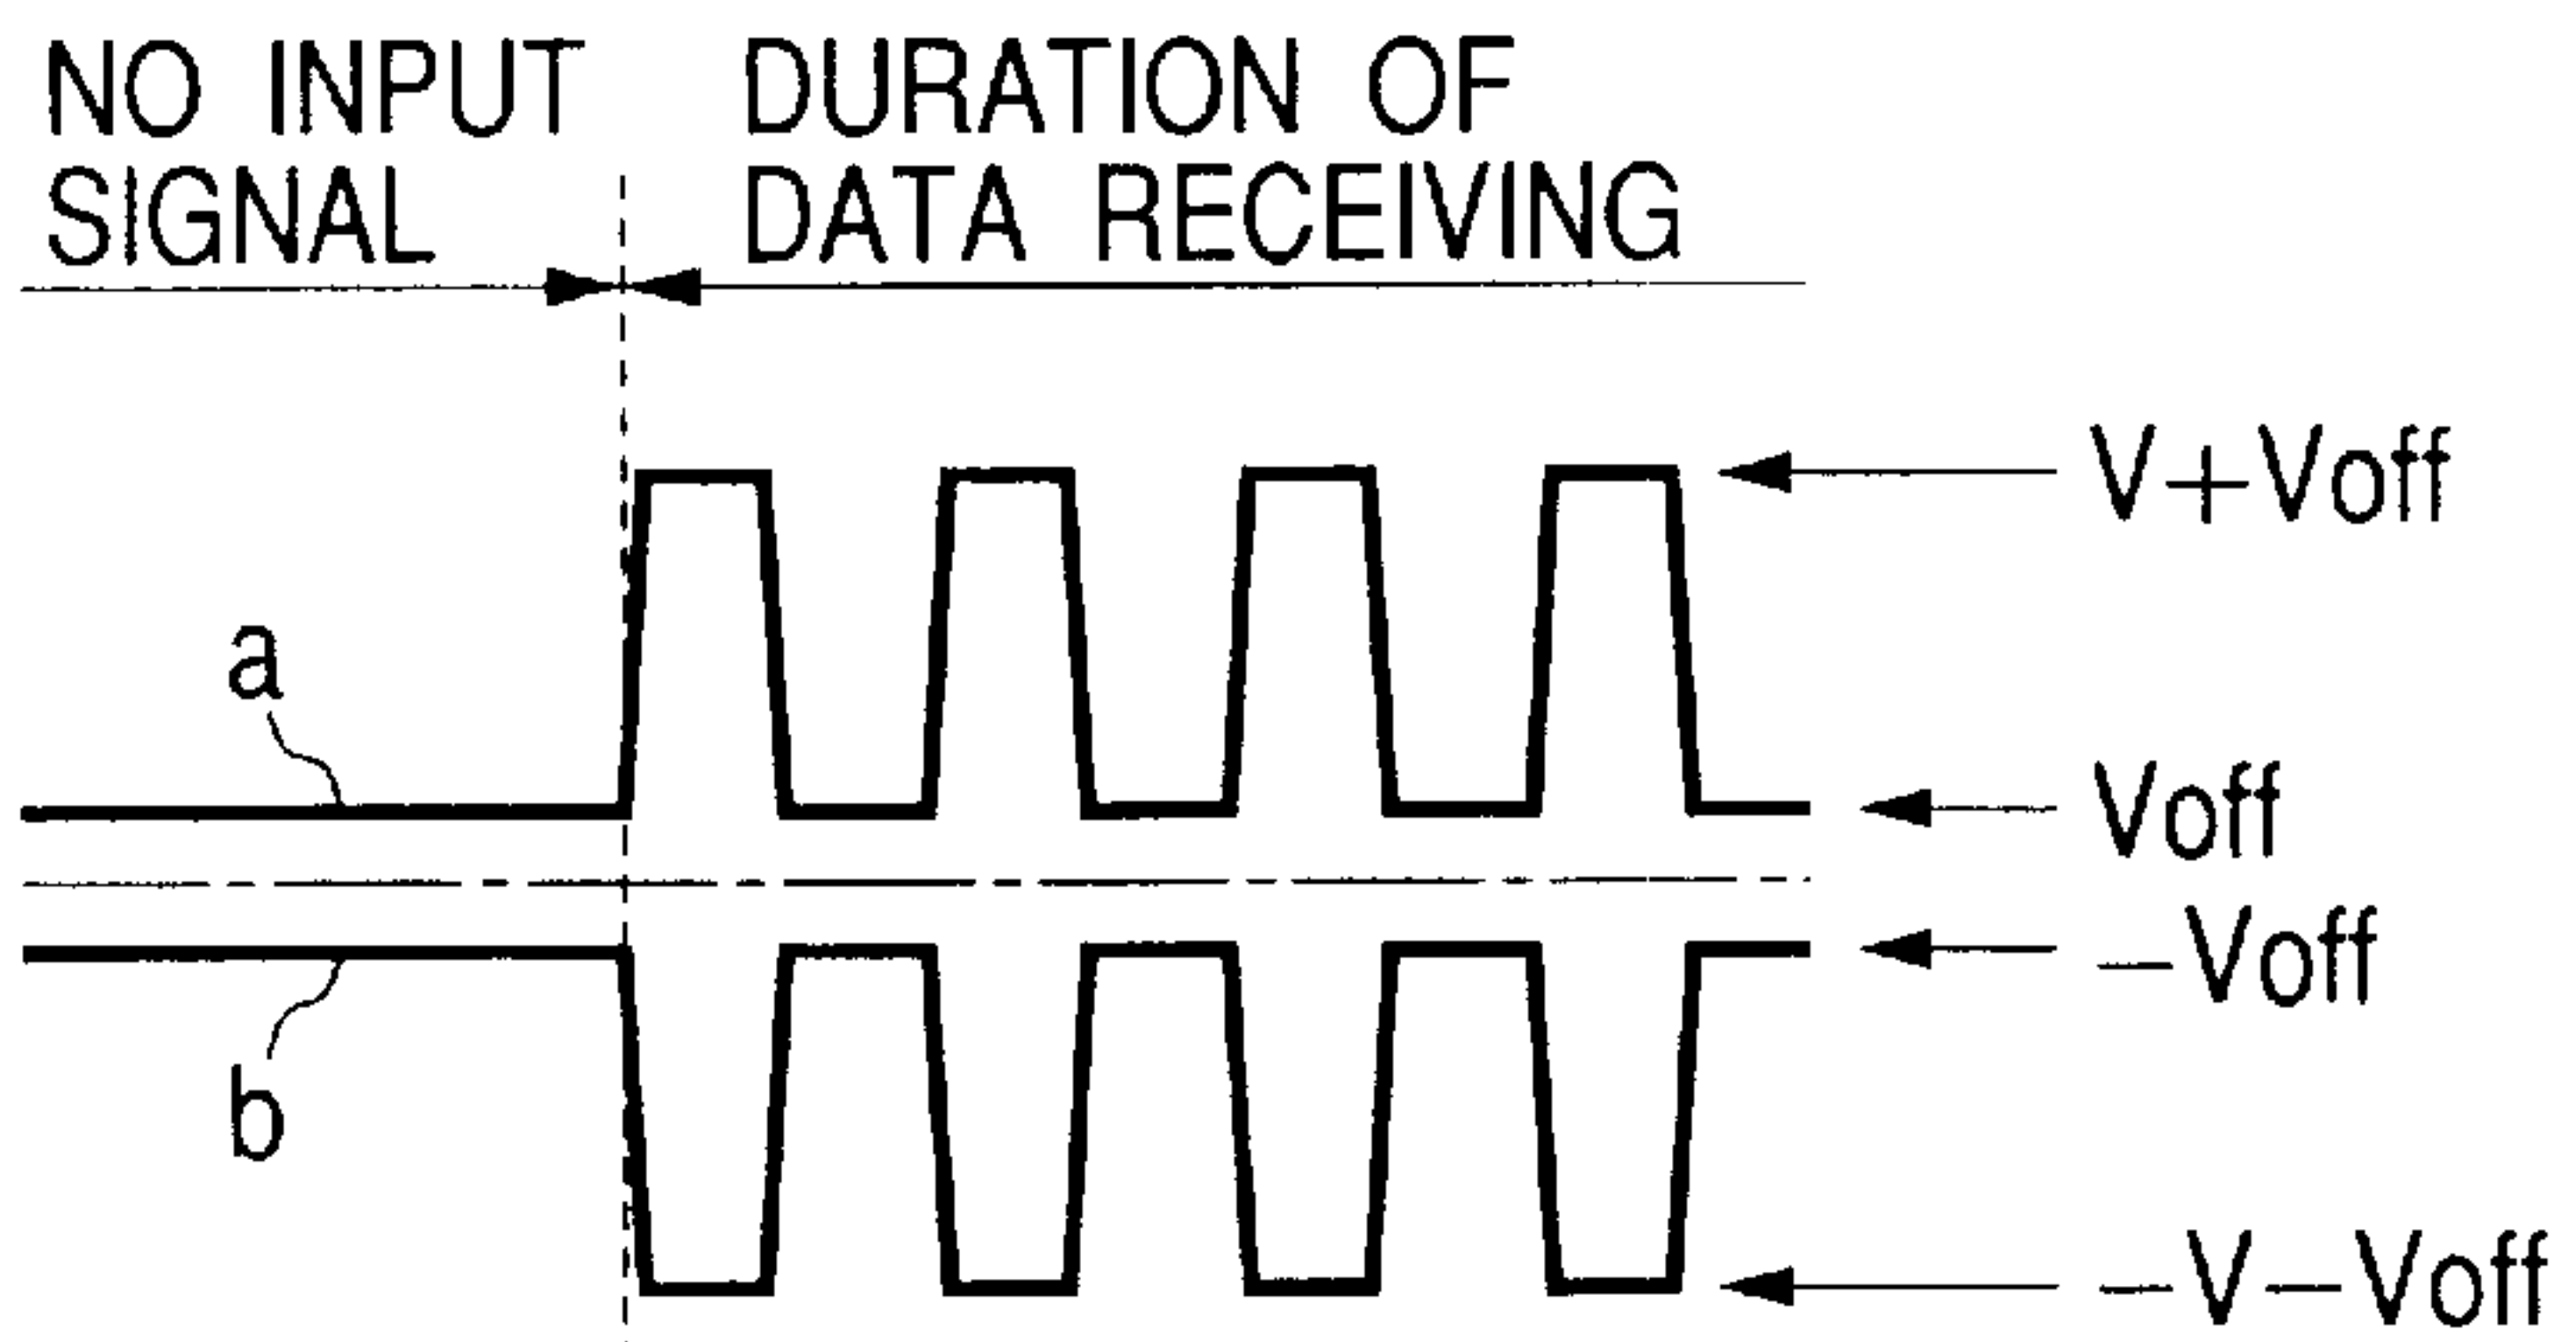 NO INPUT
SIGNAL
DURATION OF
DATA RECEIVING
V+Voff
a
Voff
−Voff
b
−V−Voff